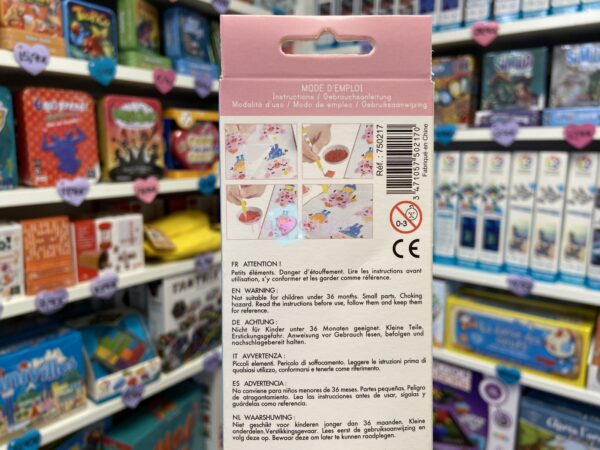 MODE D'EMPLOI
Instructions / Gebrauchsanleitung
Modalità d'uso / Modo de empleo / Gebruiksaanwijzing
Réf. : 750217
3 471057 502170
Fabriqué en Chine
0-3
CE
FR ATTENTION !
Petits éléments. Danger d'étouffement. Lire les instructions avant
utilisation, s'y conformer et les garder comme référence.
EN WARNING :
Not suitable for children under 36 months. Small parts. Choking
hazard. Read the instructions before use, follow them and keep them
for reference.
DE ACHTUNG :
Nicht für Kinder unter 36 Monaten geeignet. Kleine Teile.
Erstickungsgefahr. Anweisung vor Gebrauch lesen, befolgen und
nachschlagebereit halten.
IT AVVERTENZA :
Piccoli elementi. Pericolo di soffocamento. Leggere le istruzioni prima di
qualsiasi utilizzo, conformarsi e tenerle come riferimento.
ES ADVERTENCIA :
No conviene para niños menores de 36 meses. Partes pequeñas. Peligro
de atragantamiento. Lea las instrucciones antes de usar, sígalas y
guárdelas como referencia.
NL WAARSHUWING :
Niet geschikt voor kinderen jonger dan 36 maanden. Kleine
onderdelen. Verstikkingsgevaar. Lees eerst de gebruiksaanwijzing en
volg deze op. Bewaar deze om later te kunnen raadplegen.